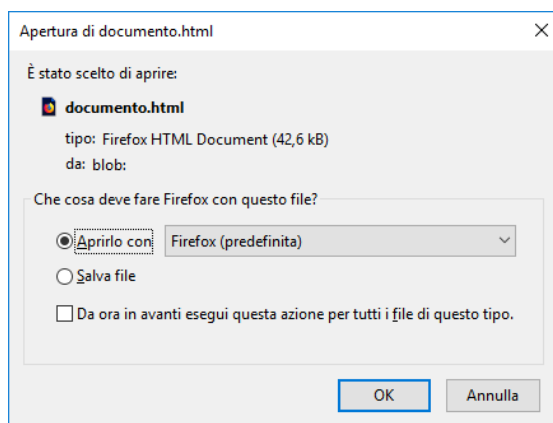 Apertura di documento.html
È stato scelto di aprire:
documento.html
tipo: Firefox HTML Document (42,6 kB)
da: blob:
Che cosa deve fare Firefox con questo file?
Aprirlo con Firefox (predefinita)
Salva file
Da ora in avanti esegui questa azione per tutti i file di questo tipo.
OK Annulla